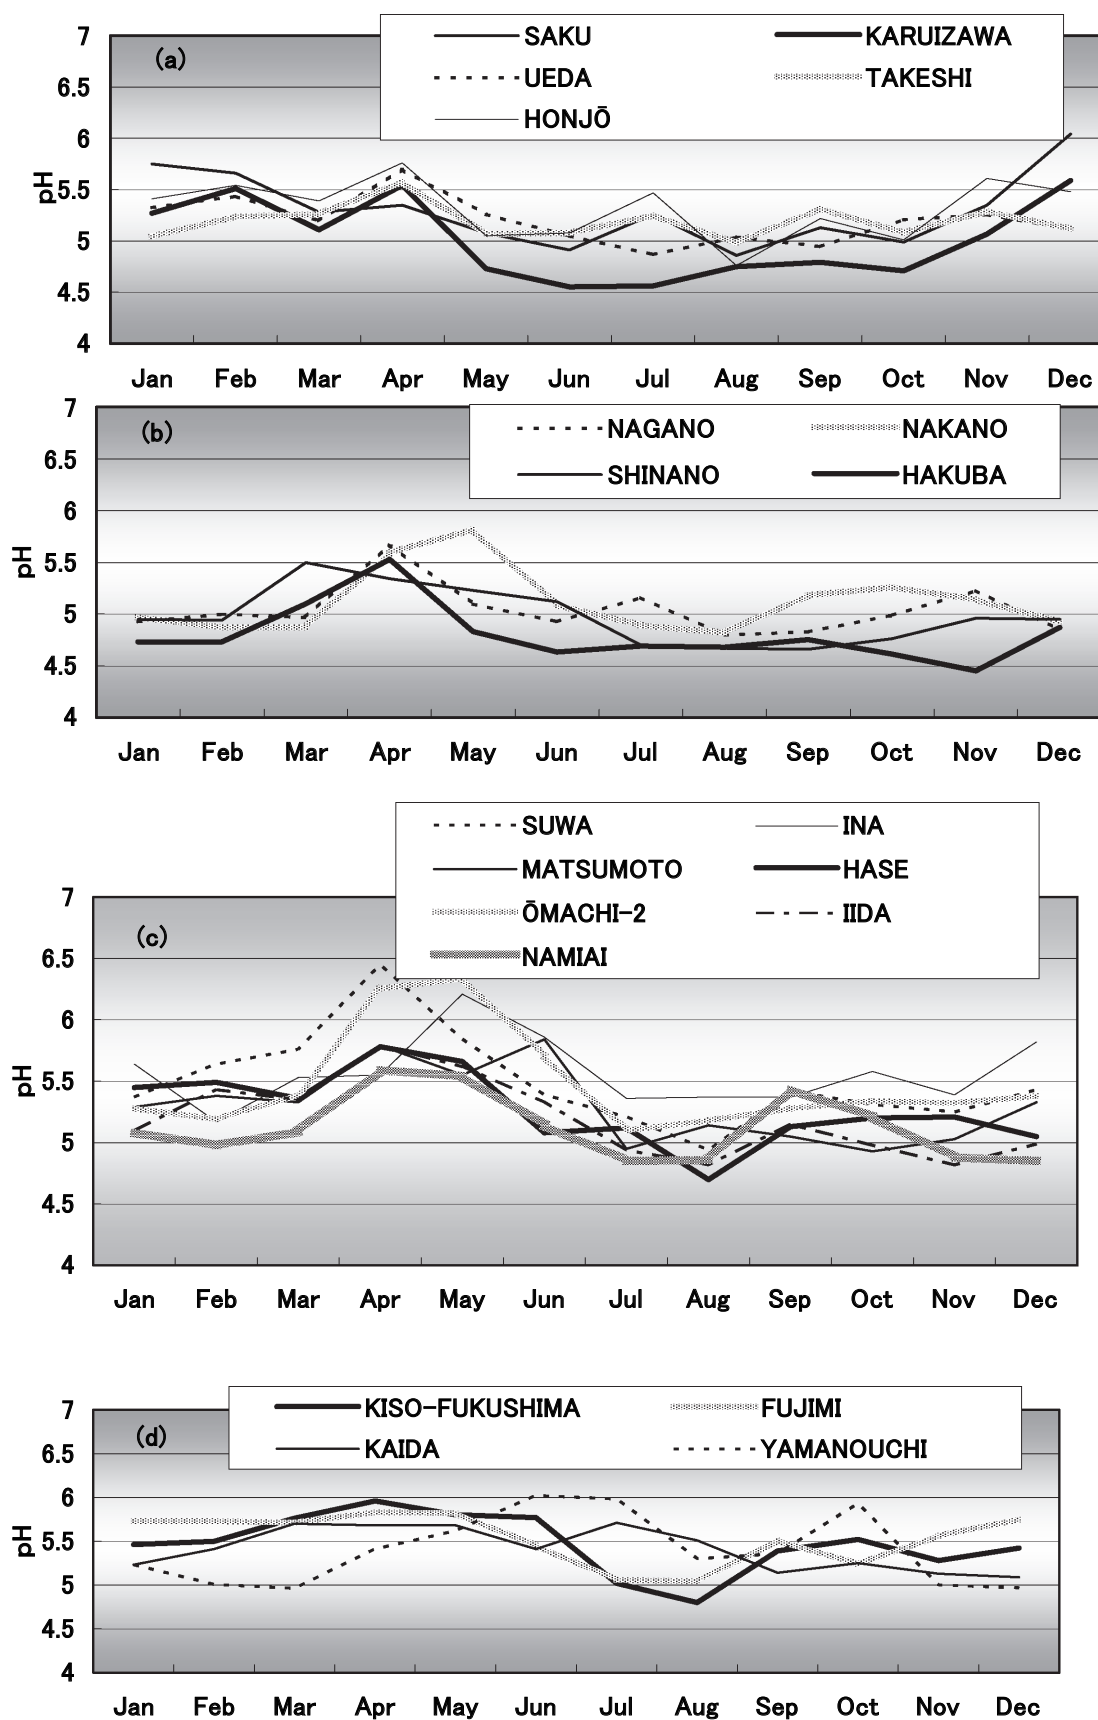 SAKU KARUIZAWA
UEDA TAKESHI
HONJŌ
(a)
pH
7
6.5
6
5.5
5
4.5
4
Jan Feb Mar Apr May Jun Jul Aug Sep Oct Nov Dec
NAGANO NAKANO
SHINANO HAKUBA
(b)
pH
7
6.5
6
5.5
5
4.5
4
Jan Feb Mar Apr May Jun Jul Aug Sep Oct Nov Dec
SUWA INA
MATSUMOTO HASE
ŌMACHI-2 IIDA
NAMIAI
(c)
pH
7
6.5
6
5.5
5
4.5
4
Jan Feb Mar Apr May Jun Jul Aug Sep Oct Nov Dec
KISO-FUKUSHIMA FUJIMI
KAIDA YAMANOUCHI
(d)
pH
7
6.5
6
5.5
5
4.5
4
Jan Feb Mar Apr May Jun Jul Aug Sep Oct Nov Dec